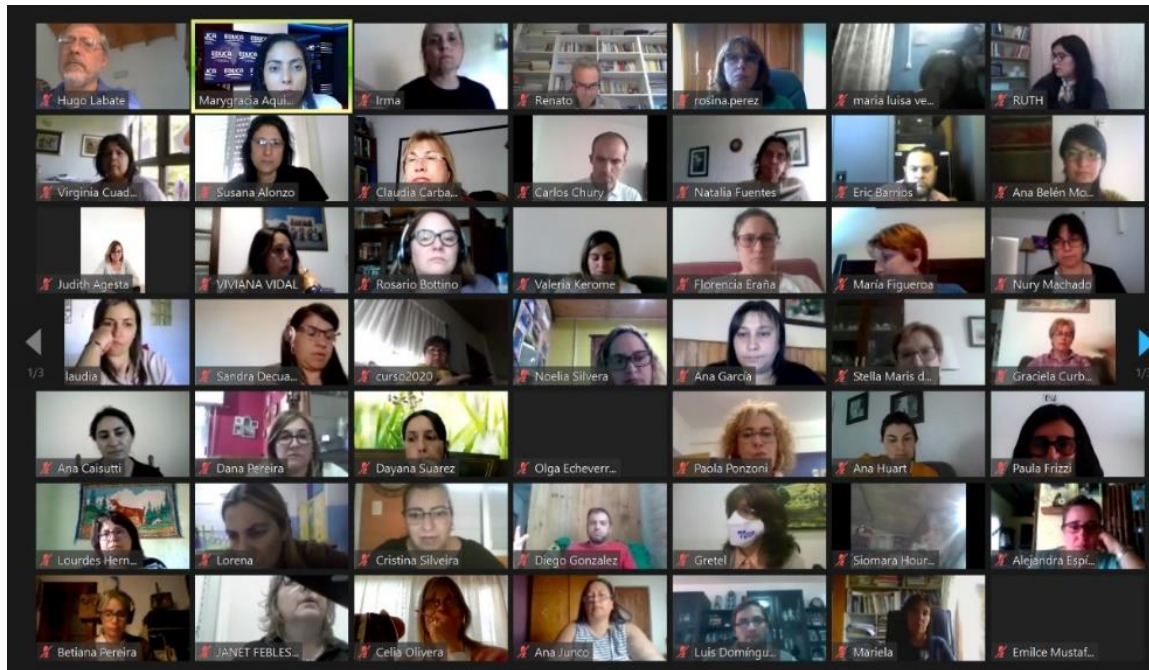 Hugo Labate
EDUCA
Marygracia Aqui...
Irma
Renato
rosina.perez
maria luisa ve...
RUTH
Virginia Cuad...
Susana Alonzo
Claudia Carba...
Carlos Chury
Natalia Fuentes
Eric Barrios
Ana Belén Mo...
Judith Agesta
VIVIANA VIDAL
Rosario Bottino
Valeria Kerome
Florencia Eraña
María Figueroa
Nury Machado
1/3
laudia
Sandra Decua...
curso2020
Noelia Silvera
Ana García
Stella Maris d...
Graciela Curb...
1/3
Ana Caisutti
Dana Pereira
Dayana Suarez
Olga Echeverr...
Paola Ponzoni
Ana Huart
Paula Frizzi
Lourdes Hern...
Lorena
Cristina Silveira
Diego Gonzalez
Gretel
Siomara Hour...
Alejandra Espí...
Betiana Pereira
JANET FEBLES...
Celia Olivera
Ana Junco
Luis Domíngu...
Mariela
Emilce Mustaf...